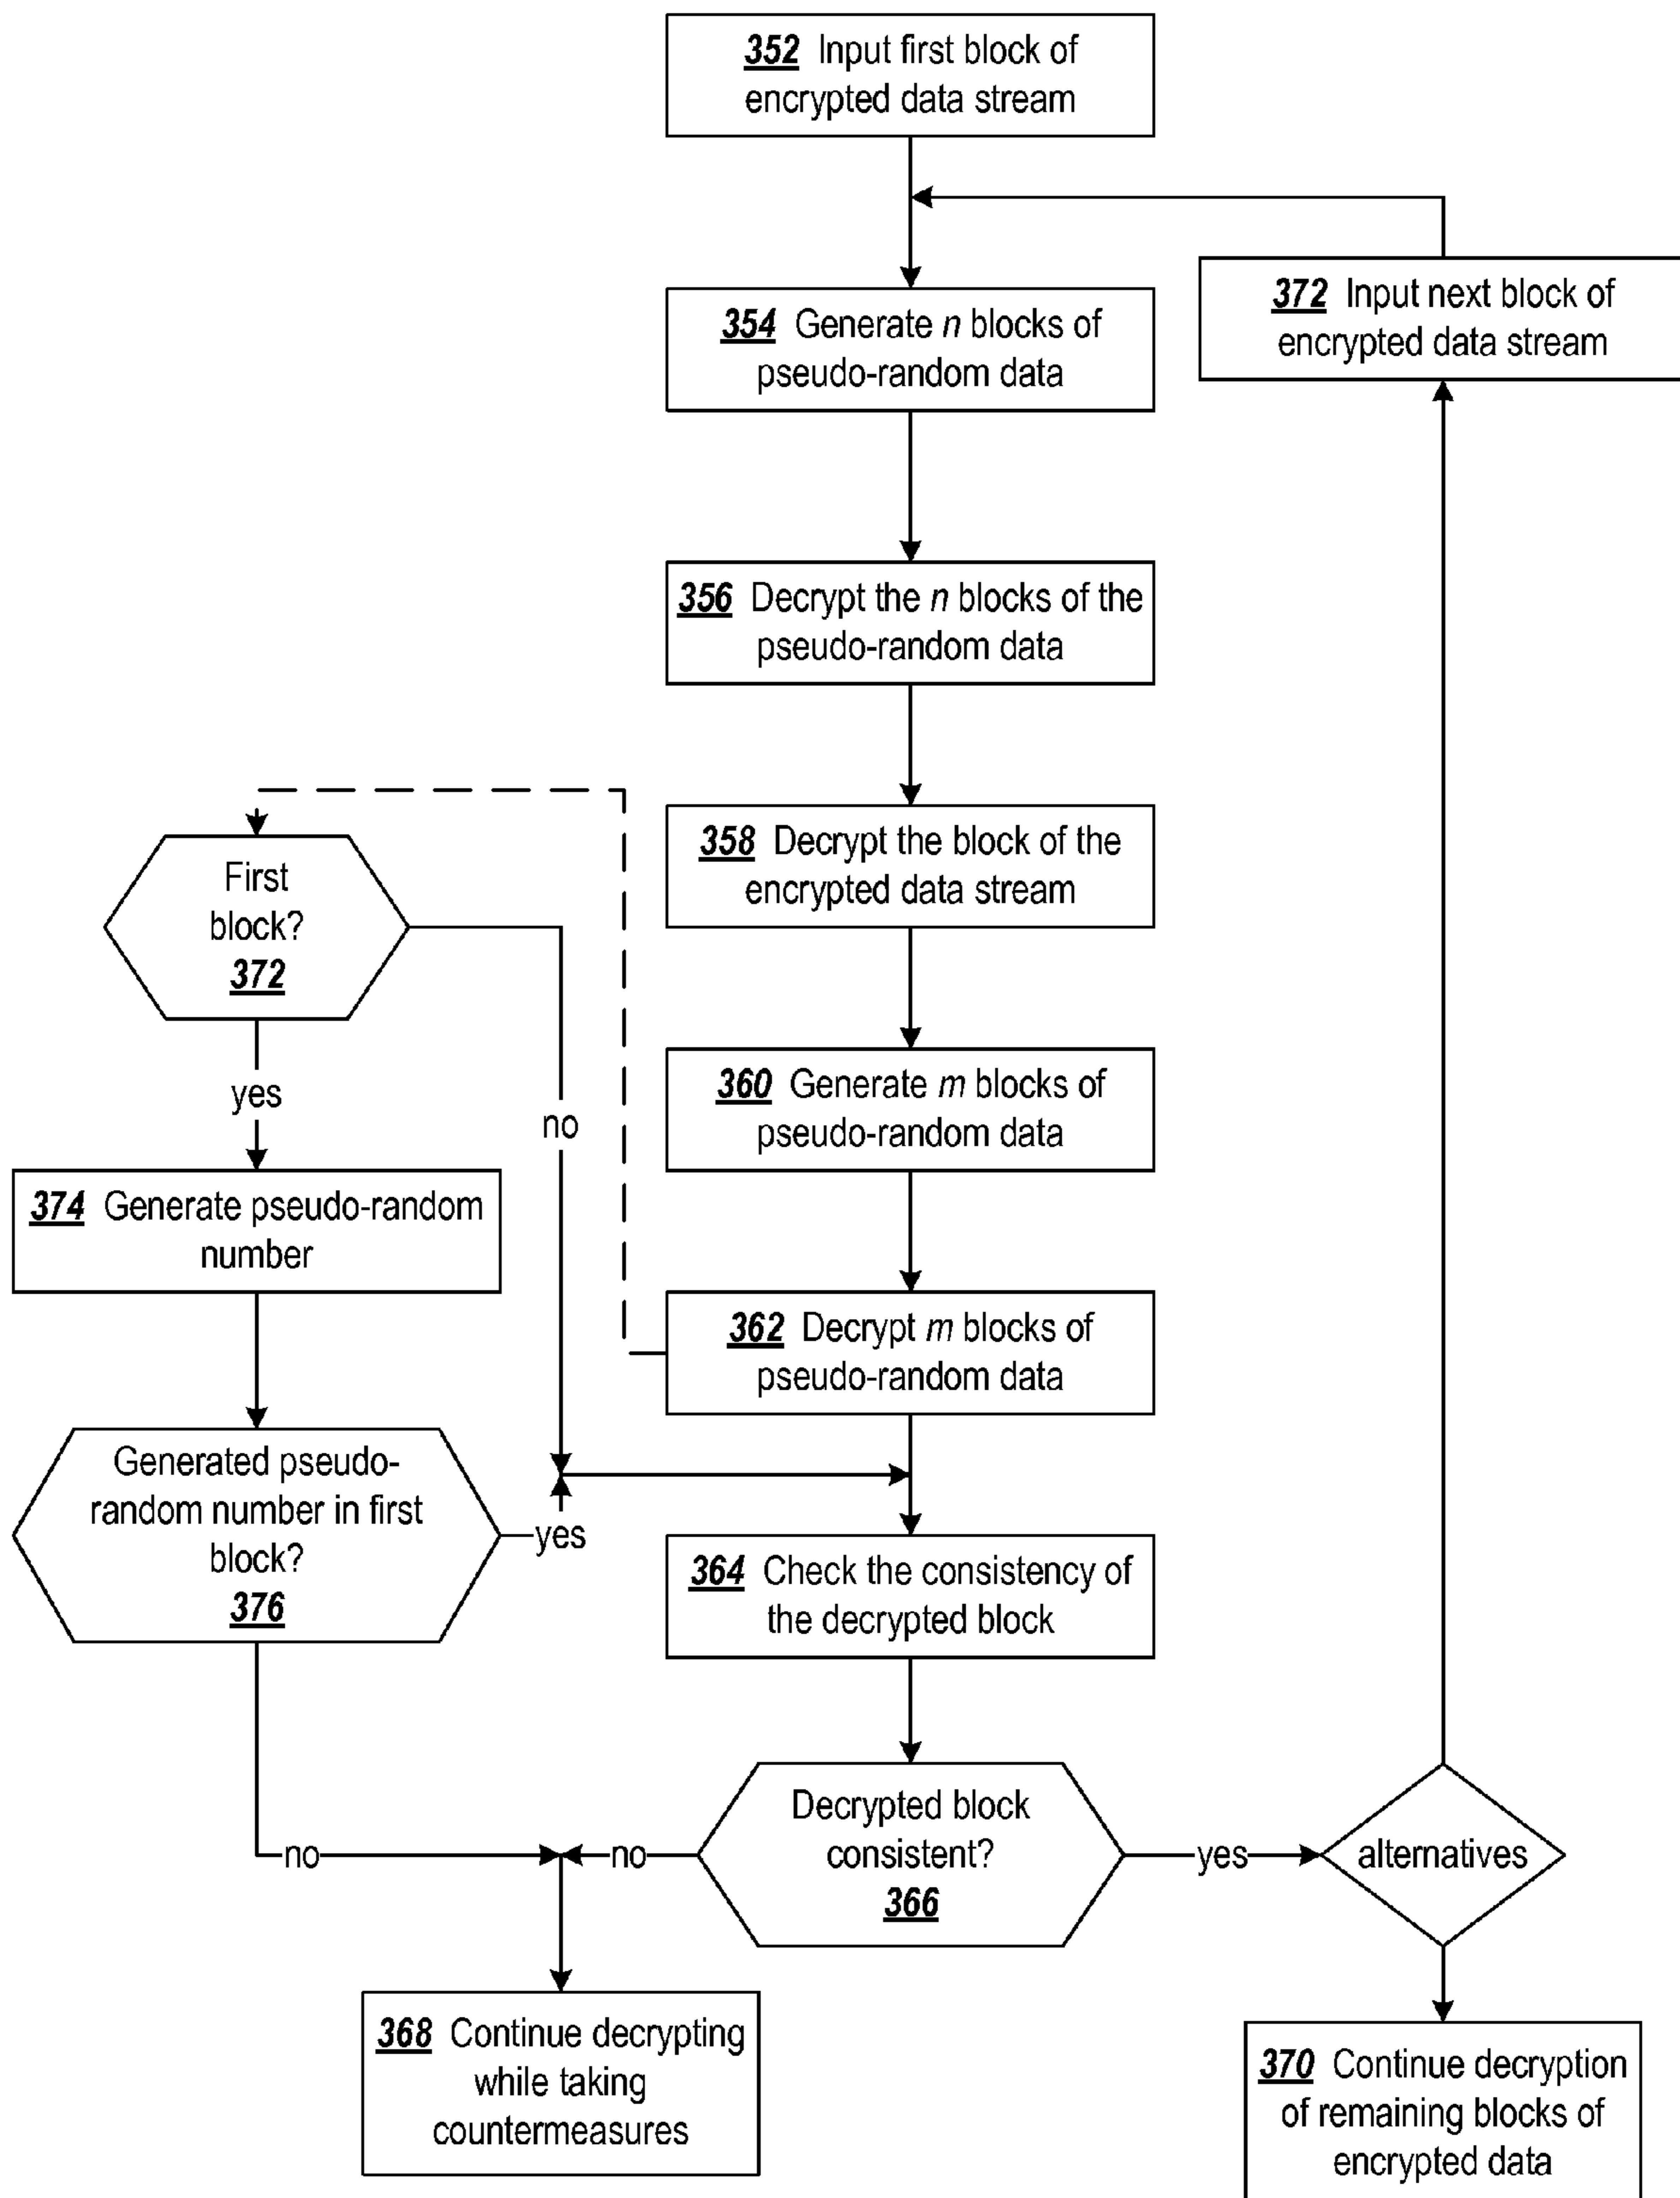 352 Input first block of
encrypted data stream
372 Input next block of
encrypted data stream
354 Generate n blocks of
pseudo-random data
356 Decrypt the n blocks of the
pseudo-random data
358 Decrypt the block of the
encrypted data stream
First
block?
372
yes
no
360 Generate m blocks of
pseudo-random data
374 Generate pseudo-random
number
362 Decrypt m blocks of
pseudo-random data
Generated pseudo-
random number in first
block?
376
yes
364 Check the consistency of
the decrypted block
no
no
Decrypted block
consistent?
366
yes
alternatives
368 Continue decrypting
while taking
countermeasures
370 Continue decryption
of remaining blocks of
encrypted data